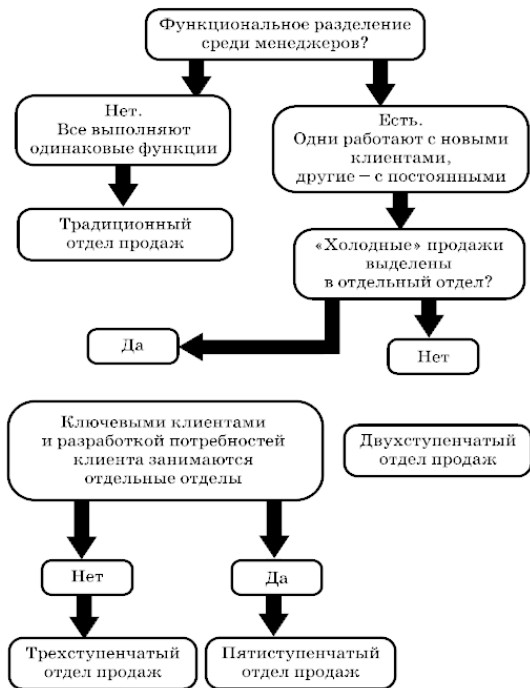 Функциональное разделение
среди менеджеров?
Нет.
Все выполняют
одинаковые функции
Есть.
Одни работают с новыми
клиентами,
другие – с постоянными
Традиционный
отдел продаж
«Холодные» продажи
выделены
в отдельный отдел?
Да
Нет
Ключевыми клиентами
и разработкой потребностей
клиента занимаются
отдельные отделы
Двухступенчатый
отдел продаж
Нет
Да
Трехступенчатый
отдел продаж
Пятиступенчатый
отдел продаж